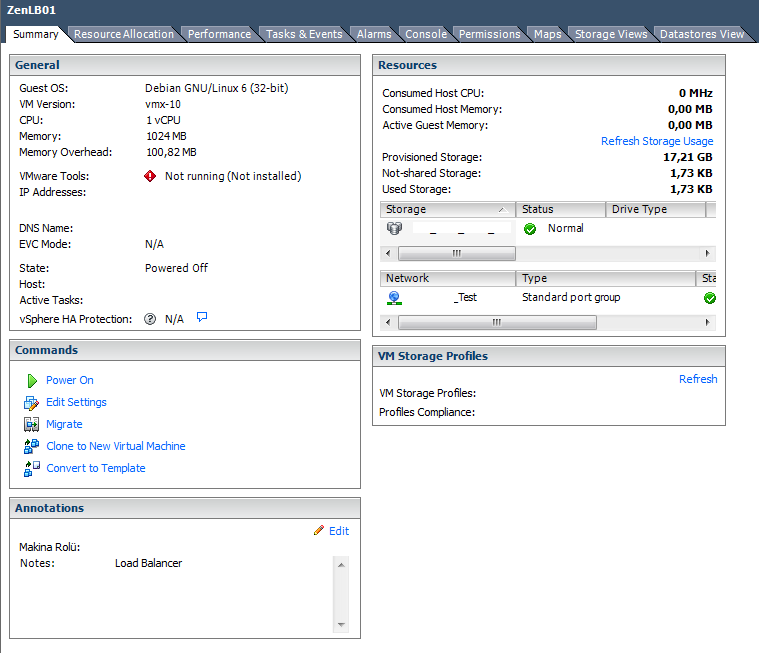 ZenLB01
Summary Resource Allocation Performance Tasks & Events Alarms Console Permissions Maps Storage Views Datastores View
General
Guest OS: Debian GNU/Linux 6 (32-bit)
VM Version: vmx-10
CPU: 1 vCPU
Memory: 1024 MB
Memory Overhead: 100,82 MB
VMware Tools: Not running (Not installed)
IP Addresses:
DNS Name:
EVC Mode: N/A
State: Powered Off
Host:
Active Tasks:
vSphere HA Protection: N/A
Commands
Power On
Edit Settings
Migrate
Clone to New Virtual Machine
Convert to Template
Annotations
Edit
Makina Rolü:
Notes: Load Balancer
Resources
Consumed Host CPU: 0 MHz
Consumed Host Memory: 0,00 MB
Active Guest Memory: 0,00 MB
Refresh Storage Usage
Provisioned Storage: 17,21 GB
Not-shared Storage: 1,73 KB
Used Storage: 1,73 KB
Storage Status Drive Type
_ _ _ Normal
Network Type Sta
_Test Standard port group
VM Storage Profiles
Refresh
VM Storage Profiles:
Profiles Compliance: